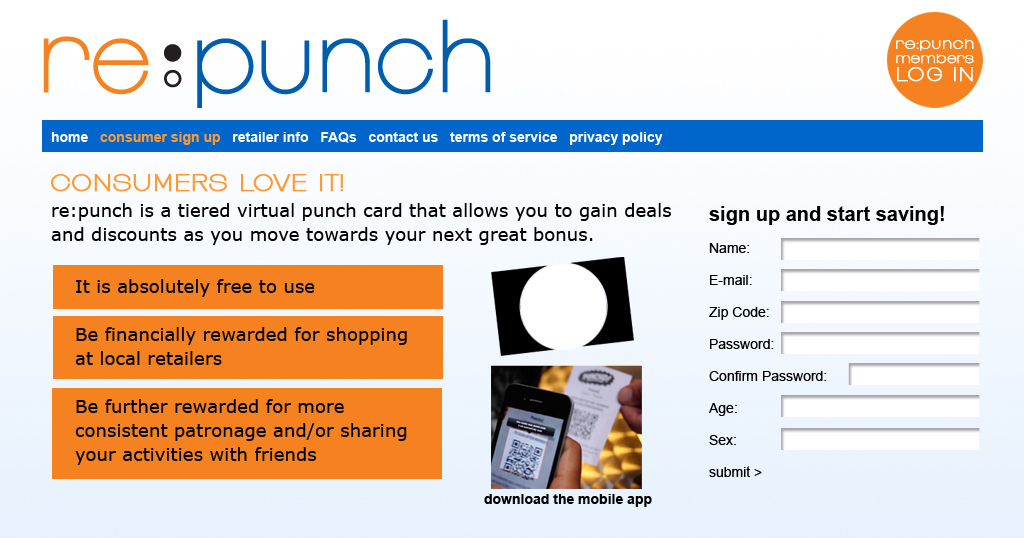 re:punch
re:punch
members
LOG IN
home consumer sign up retailer info FAQs contact us terms of service privacy policy
CONSUMERS LOVE IT!
re:punch is a tiered virtual punch card that allows you to gain deals
and discounts as you move towards your next great bonus.
It is absolutely free to use
Be financially rewarded for shopping
at local retailers
Be further rewarded for more
consistent patronage and/or sharing
your activities with friends
download the mobile app
sign up and start saving!
Name:
E-mail:
Zip Code:
Password:
Confirm Password:
Age:
Sex:
submit >